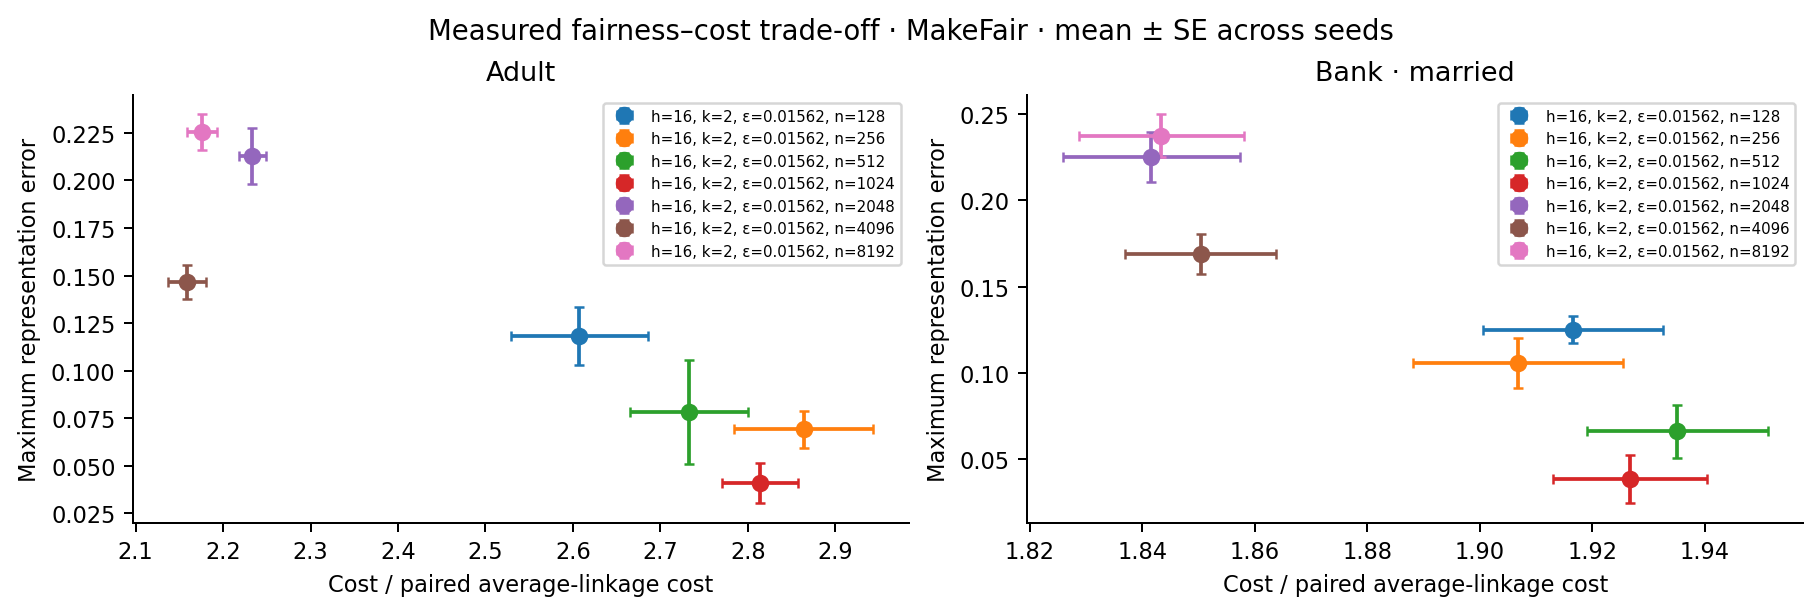 Measured fairness–cost trade-off · MakeFair · mean ± SE across seeds
Adult
Maximum representation error
0.225
0.200
0.175
0.150
0.125
0.100
0.075
0.050
0.025
h=16, k=2, ε=0.01562, n=128
h=16, k=2, ε=0.01562, n=256
h=16, k=2, ε=0.01562, n=512
h=16, k=2, ε=0.01562, n=1024
h=16, k=2, ε=0.01562, n=2048
h=16, k=2, ε=0.01562, n=4096
h=16, k=2, ε=0.01562, n=8192
2.1 2.2 2.3 2.4 2.5 2.6 2.7 2.8 2.9
Cost / paired average-linkage cost
Bank · married
Maximum representation error
0.25
0.20
0.15
0.10
0.05
h=16, k=2, ε=0.01562, n=128
h=16, k=2, ε=0.01562, n=256
h=16, k=2, ε=0.01562, n=512
h=16, k=2, ε=0.01562, n=1024
h=16, k=2, ε=0.01562, n=2048
h=16, k=2, ε=0.01562, n=4096
h=16, k=2, ε=0.01562, n=8192
1.82 1.84 1.86 1.88 1.90 1.92 1.94
Cost / paired average-linkage cost